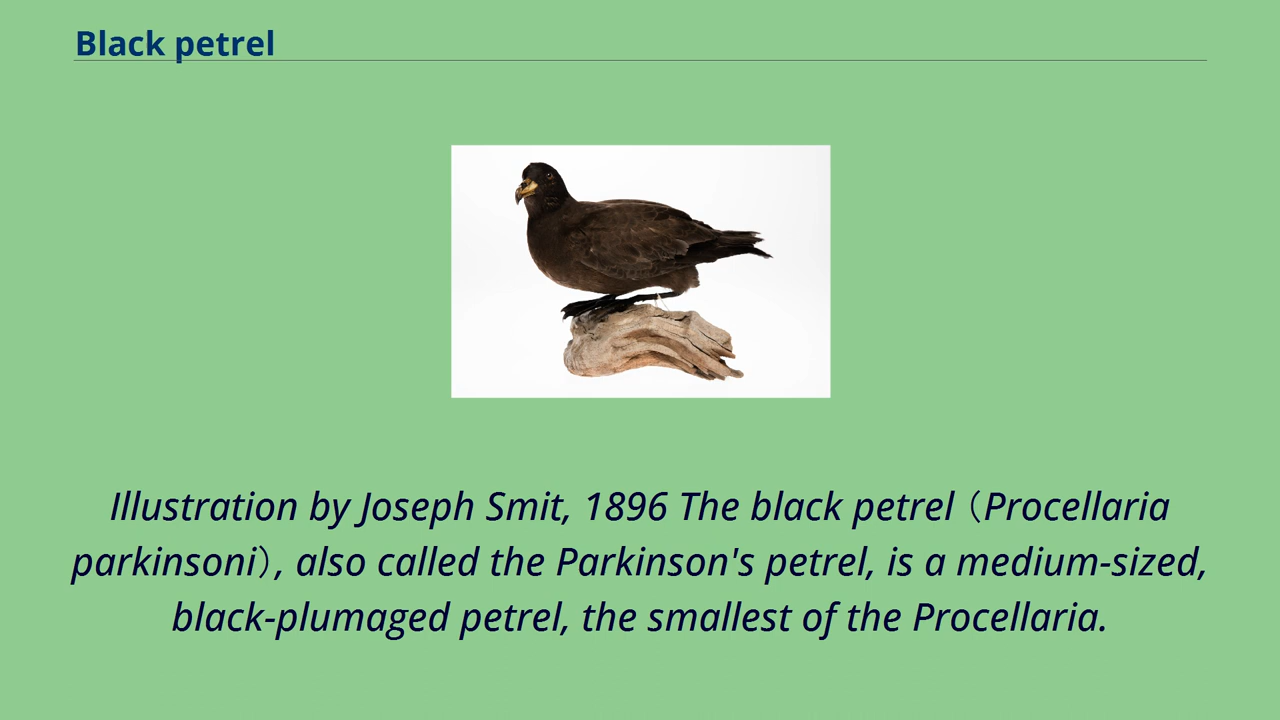 Black petrel
Illustration by Joseph Smit, 1896 The black petrel（Procellaria
parkinsoni）, also called the Parkinson's petrel, is a medium-sized,
black-plumaged petrel, the smallest of the Procellaria.